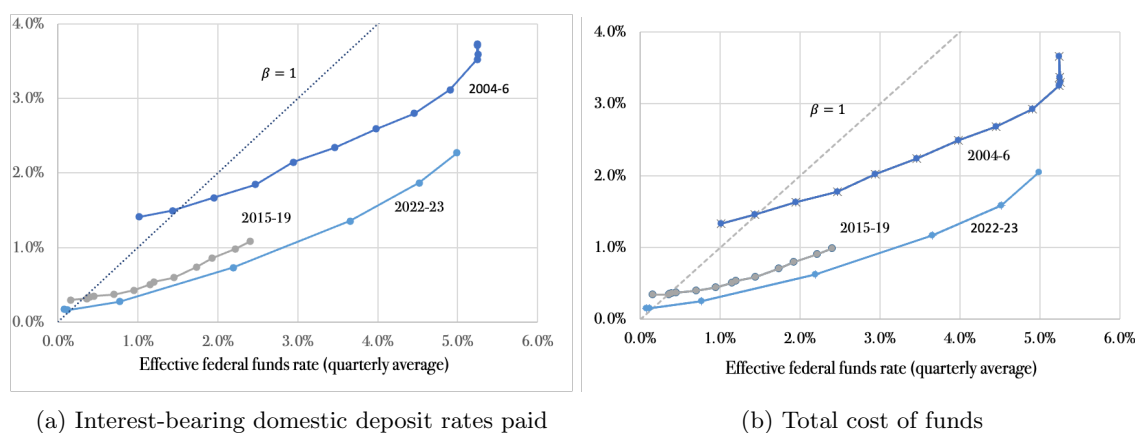 4.0%
3.0%
2.0%
1.0%
0.0%
β = 1
2004-6
2015-19
2022-23
0.0% 1.0% 2.0% 3.0% 4.0% 5.0% 6.0%
Effective federal funds rate (quarterly average)
(a) Interest-bearing domestic deposit rates paid
4.0%
3.0%
2.0%
1.0%
0.0%
β = 1
2004-6
2015-19
2022-23
0.0% 1.0% 2.0% 3.0% 4.0% 5.0% 6.0%
Effective federal funds rate (quarterly average)
(b) Total cost of funds